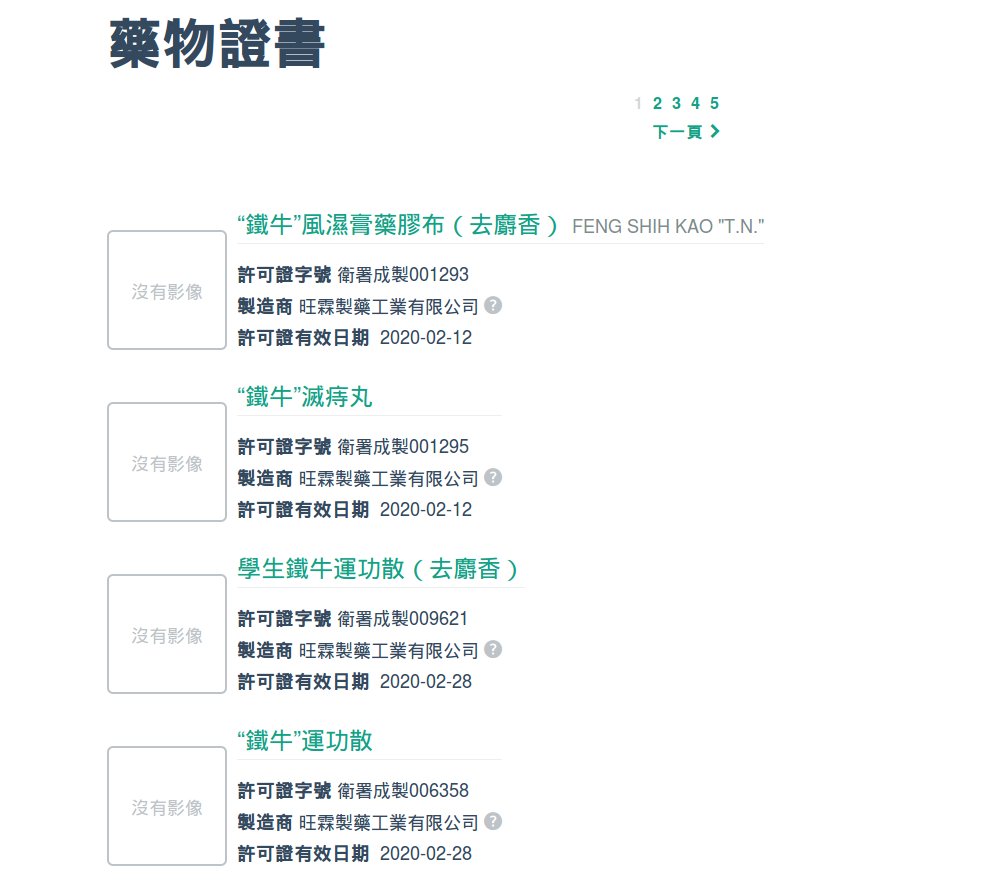 藥物證書
1 2 3 4 5
下一頁
“鐵牛”風濕膏藥膠布（去麝香） FENG SHIH KAO "T.N."
沒有影像
許可證字號 衛署成製001293
製造商 旺霖製藥工業有限公司 ?
許可證有效日期 2020-02-12
“鐵牛”滅痔丸
沒有影像
許可證字號 衛署成製001295
製造商 旺霖製藥工業有限公司 ?
許可證有效日期 2020-02-12
學生鐵牛運功散（去麝香）
沒有影像
許可證字號 衛署成製009621
製造商 旺霖製藥工業有限公司 ?
許可證有效日期 2020-02-28
“鐵牛”運功散
沒有影像
許可證字號 衛署成製006358
製造商 旺霖製藥工業有限公司 ?
許可證有效日期 2020-02-28